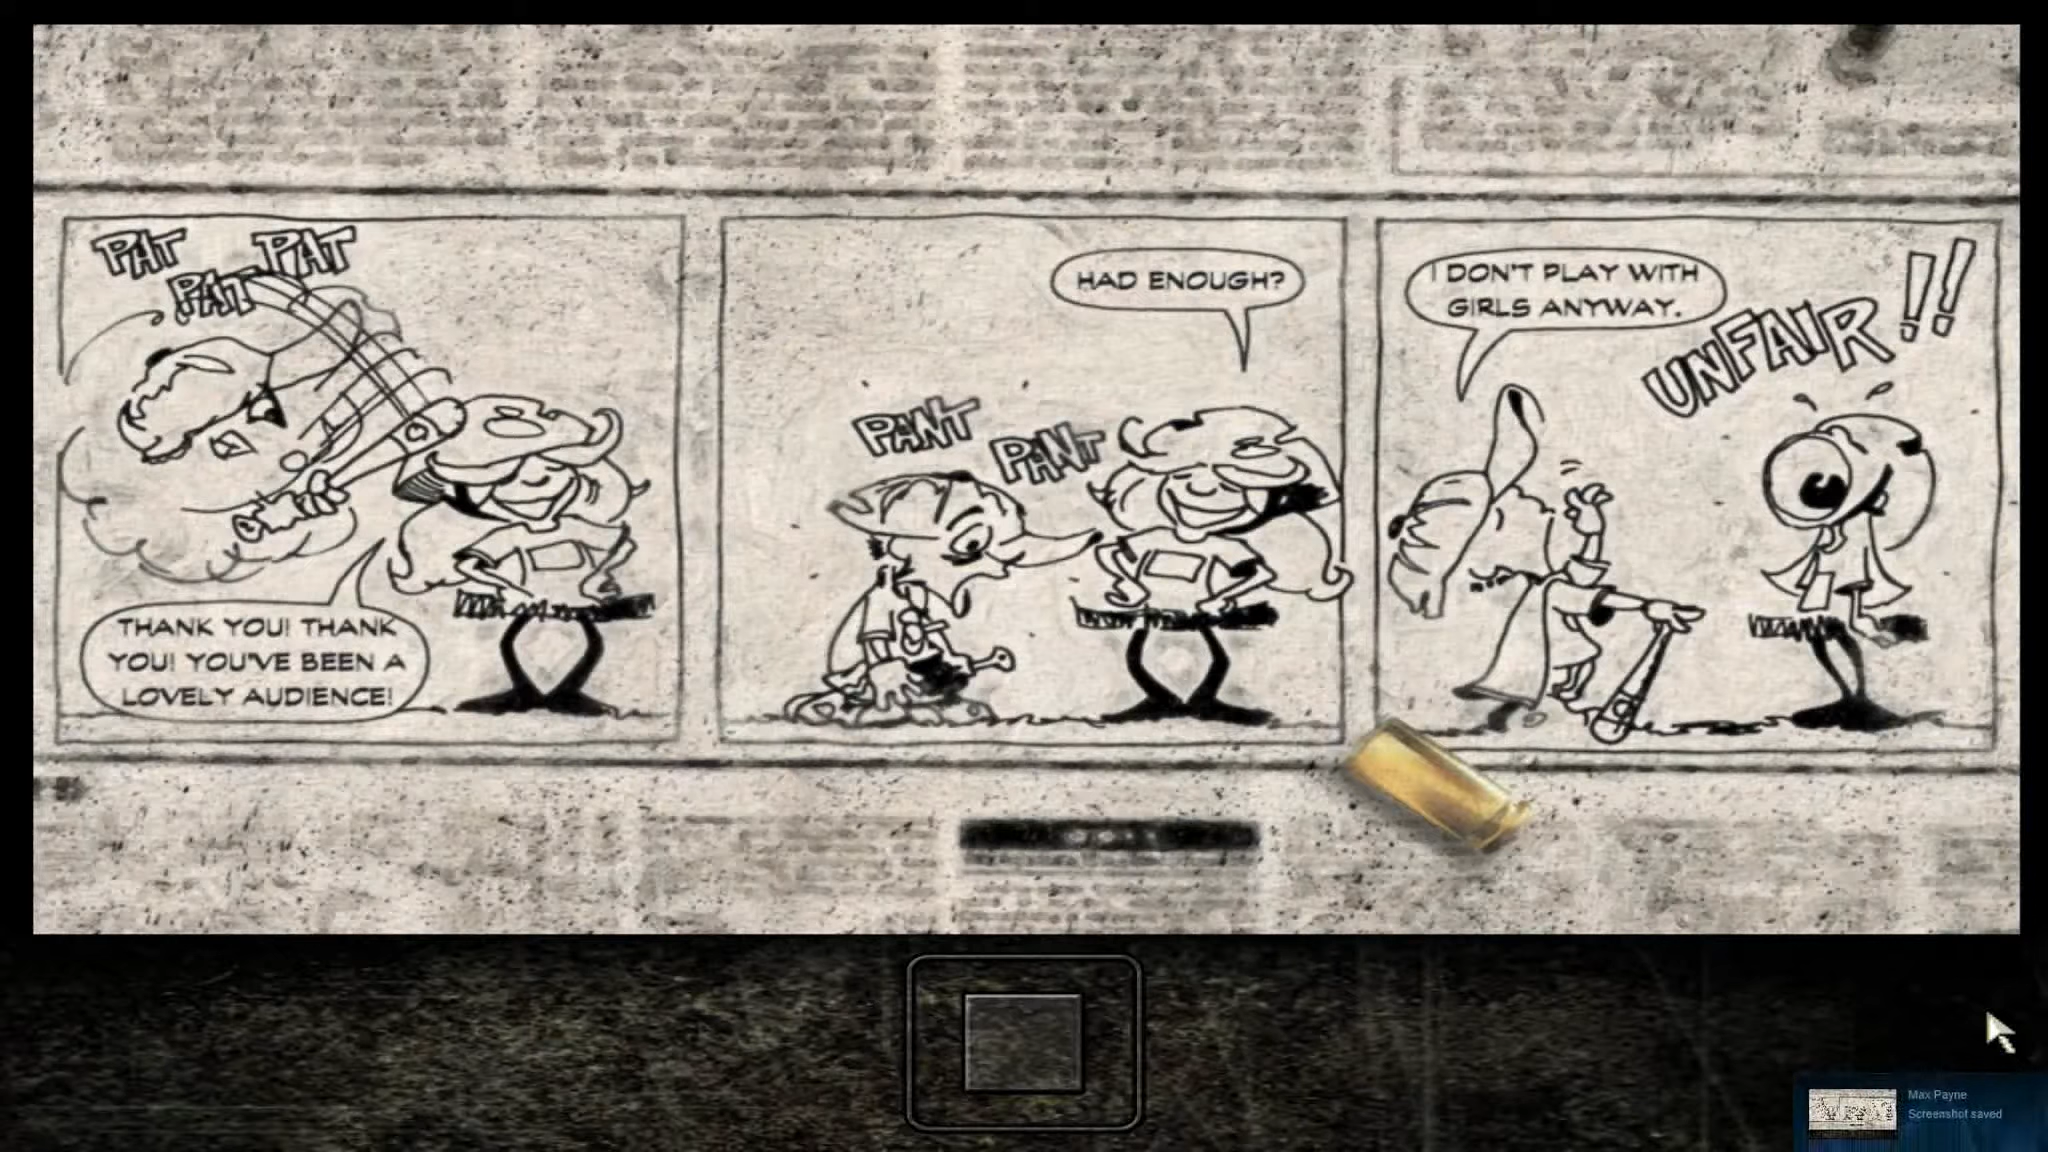 PAT
PAT
PAT
THANK YOU! THANK
YOU! YOU'VE BEEN A
LOVELY AUDIENCE!
HAD ENOUGH?
PANT
PANT
I DON'T PLAY WITH
GIRLS ANYWAY.
UNFAIR!!
Max Payne
Screenshot saved